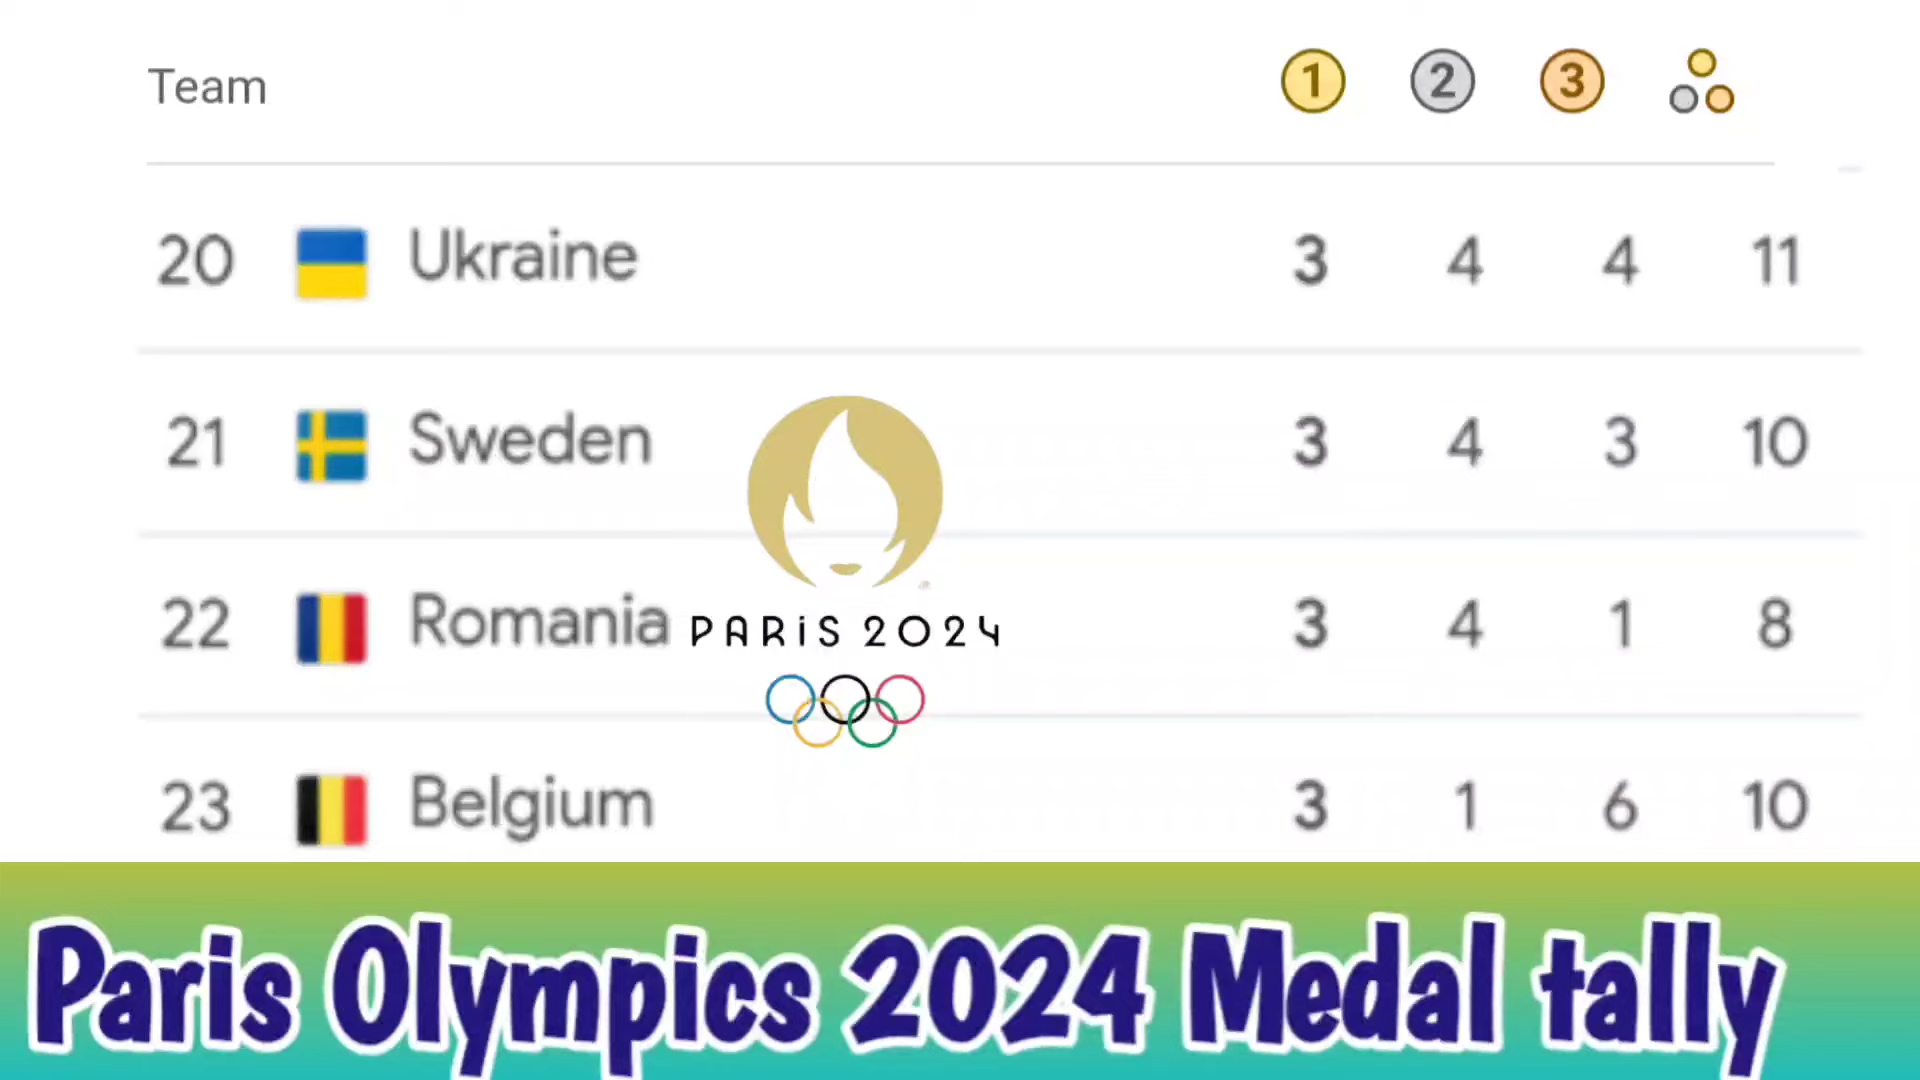 Team 1 2 3
20 Ukraine 3 4 4 11
21 Sweden 3 4 3 10
22 Romania 3 4 1 8
PARIS 2024
23 Belgium 3 1 6 10
Paris Olympics 2024 Medal tally